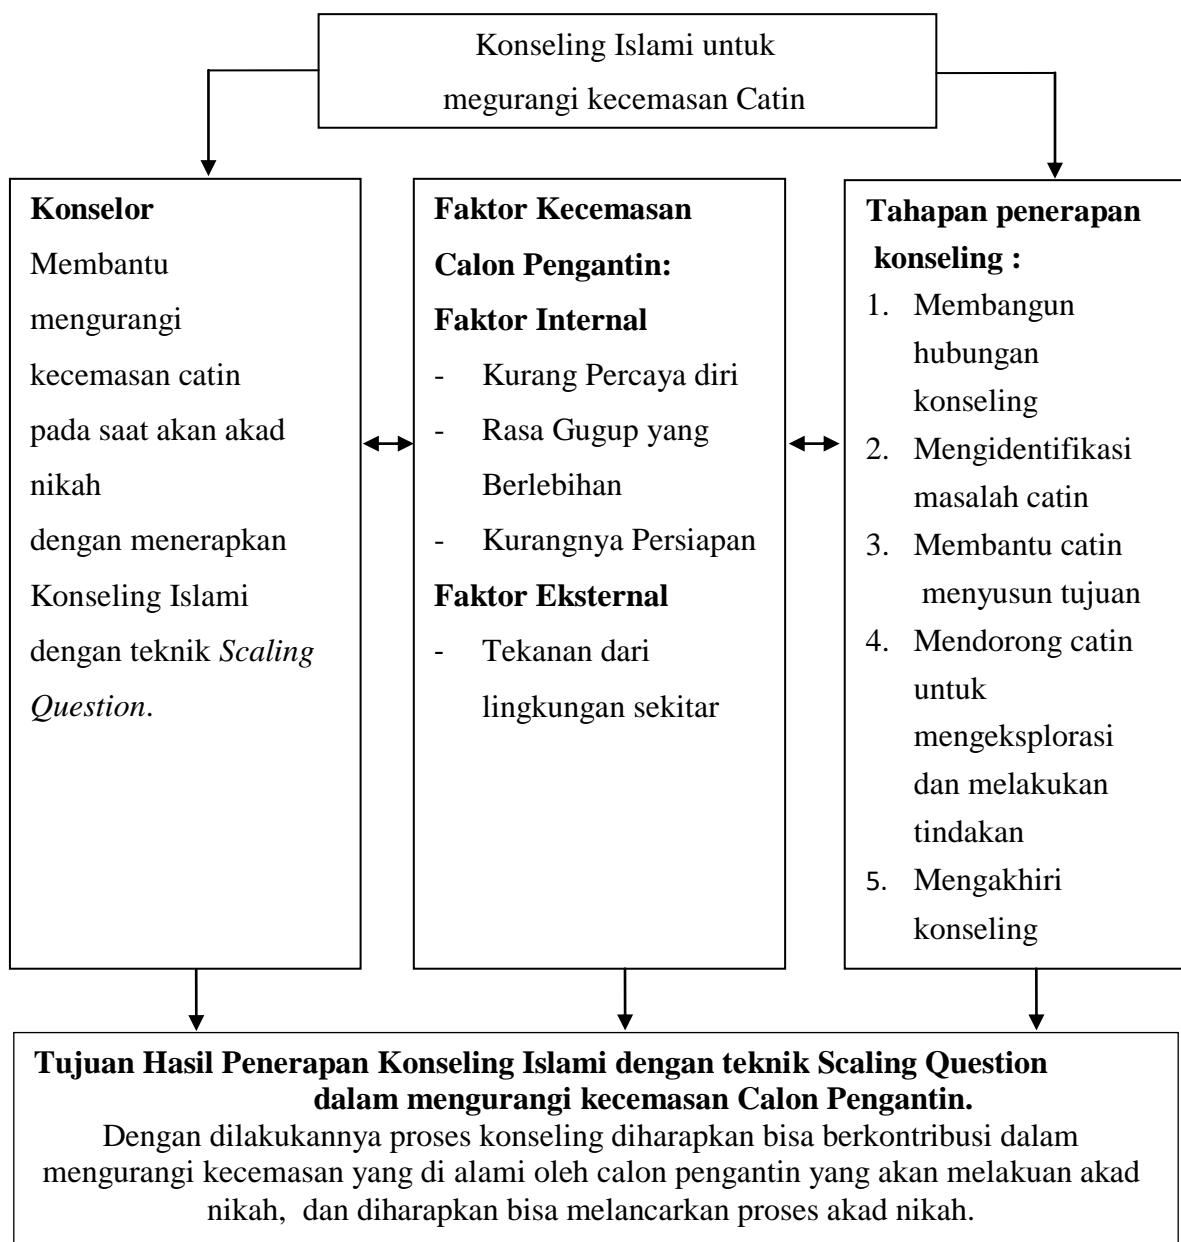 Konseling Islami untuk
megurangi kecemasan Catin
Konselor
Membantu
mengurangi
kecemasan catin
pada saat akan akad
nikah
dengan menerapkan
Konseling Islami
dengan teknik Scaling
Question.
Faktor Kecemasan
Calon Pengantin:
Faktor Internal
- Kurang Percaya diri
- Rasa Gugup yang
Berlebihan
- Kurangnya Persiapan
Faktor Eksternal
- Tekanan dari
lingkungan sekitar
Tahapan penerapan
konseling :
1. Membangun
hubungan
konseling
2. Mengidentifikasi
masalah catin
3. Membantu catin
menyusun tujuan
4. Mendorong catin
untuk
mengeksplorasi
dan melakukan
tindakan
5. Mengakhiri
konseling
Tujuan Hasil Penerapan Konseling Islami dengan teknik Scaling Question
dalam mengurangi kecemasan Calon Pengantin.
Dengan dilakukannya proses konseling diharapkan bisa berkontribusi dalam
mengurangi kecemasan yang di alami oleh calon pengantin yang akan melakuan akad
nikah, dan diharapkan bisa melancarkan proses akad nikah.